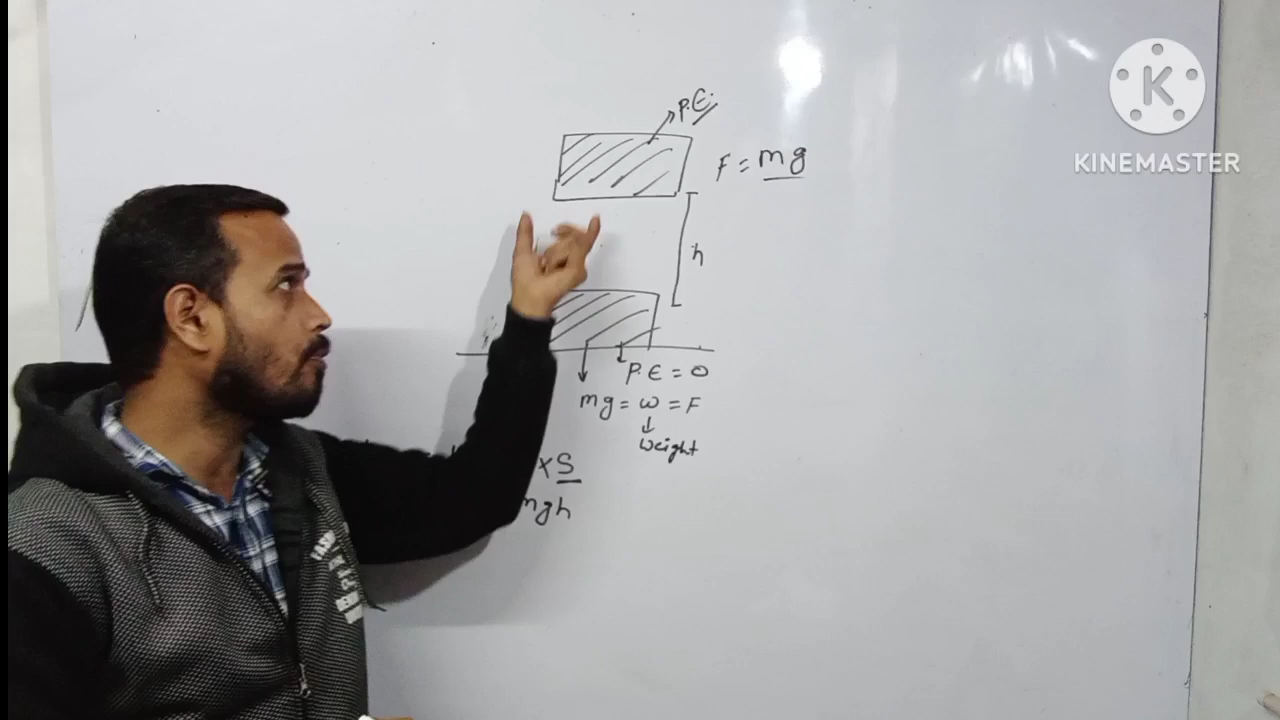 P.E.
F = mg
KINEMASTER
h
P.E = 0
mg = w = F
weight
× S
mgh